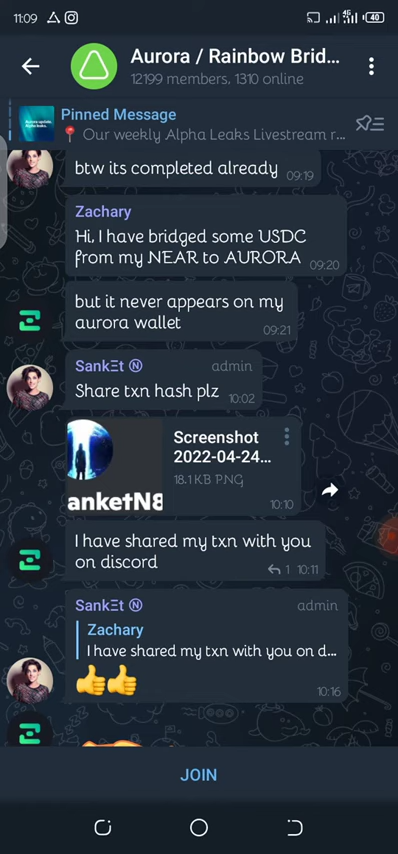 11:09
4G
40
Aurora / Rainbow Brid...
12199 members, 1310 online
Pinned Message
📍 Our weekly Alpha Leaks Livestream r...
btw its completed already
09:19
Zachary
Hi, I have bridged some USDC
from my NEAR to AURORA
09:20
but it never appears on my
aurora wallet
09:21
SankΞt Ⓝ admin
Share txn hash plz
10:02
Screenshot
2022-04-24...
18.1 KB PNG
anketN8
10:10
I have shared my txn with you
on discord
1 10:11
SankΞt Ⓝ admin
Zachary
I have shared my txn with you on d...
👍👍
10:16
JOIN